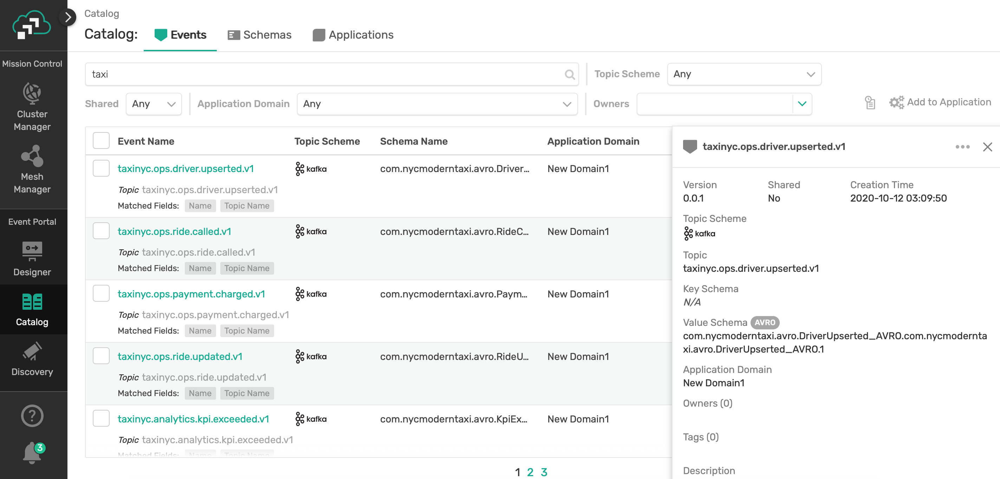 Catalog
Catalog: Events Schemas Applications
Mission Control
Cluster
Manager
Mesh
Manager
Event Portal
Designer
Catalog
Discovery
?
3
taxi
Topic Scheme Any
Shared Any Application Domain Any Owners
Add to Application
Event Name Topic Scheme Schema Name Application Domain
taxinyc.ops.driver.upserted.v1 kafka com.nycmoderntaxi.avro.Driver... New Domain1
Topic taxinyc.ops.driver.upserted.v1
Matched Fields: Name Topic Name
taxinyc.ops.ride.called.v1 kafka com.nycmoderntaxi.avro.RideC... New Domain1
Topic taxinyc.ops.ride.called.v1
Matched Fields: Name Topic Name
taxinyc.ops.payment.charged.v1 kafka com.nycmoderntaxi.avro.Paym... New Domain1
Topic taxinyc.ops.payment.charged.v1
Matched Fields: Name Topic Name
taxinyc.ops.ride.updated.v1 kafka com.nycmoderntaxi.avro.RideU... New Domain1
Topic taxinyc.ops.ride.updated.v1
Matched Fields: Name Topic Name
taxinyc.analytics.kpi.exceeded.v1 kafka com.nycmoderntaxi.avro.KpiEx... New Domain1
Topic taxinyc.analytics.kpi.exceeded.v1
Matched Fields: Name Topic Name
1 2 3
taxinyc.ops.driver.upserted.v1
Version Shared Creation Time
0.0.1 No 2020-10-12 03:09:50
Topic Scheme
kafka
Topic
taxinyc.ops.driver.upserted.v1
Key Schema
N/A
Value Schema AVRO
com.nycmoderntaxi.avro.DriverUpserted_AVRO.com.nycmodernta
xi.avro.DriverUpserted_AVRO.1
Application Domain
New Domain1
Owners (0)
Tags (0)
Description